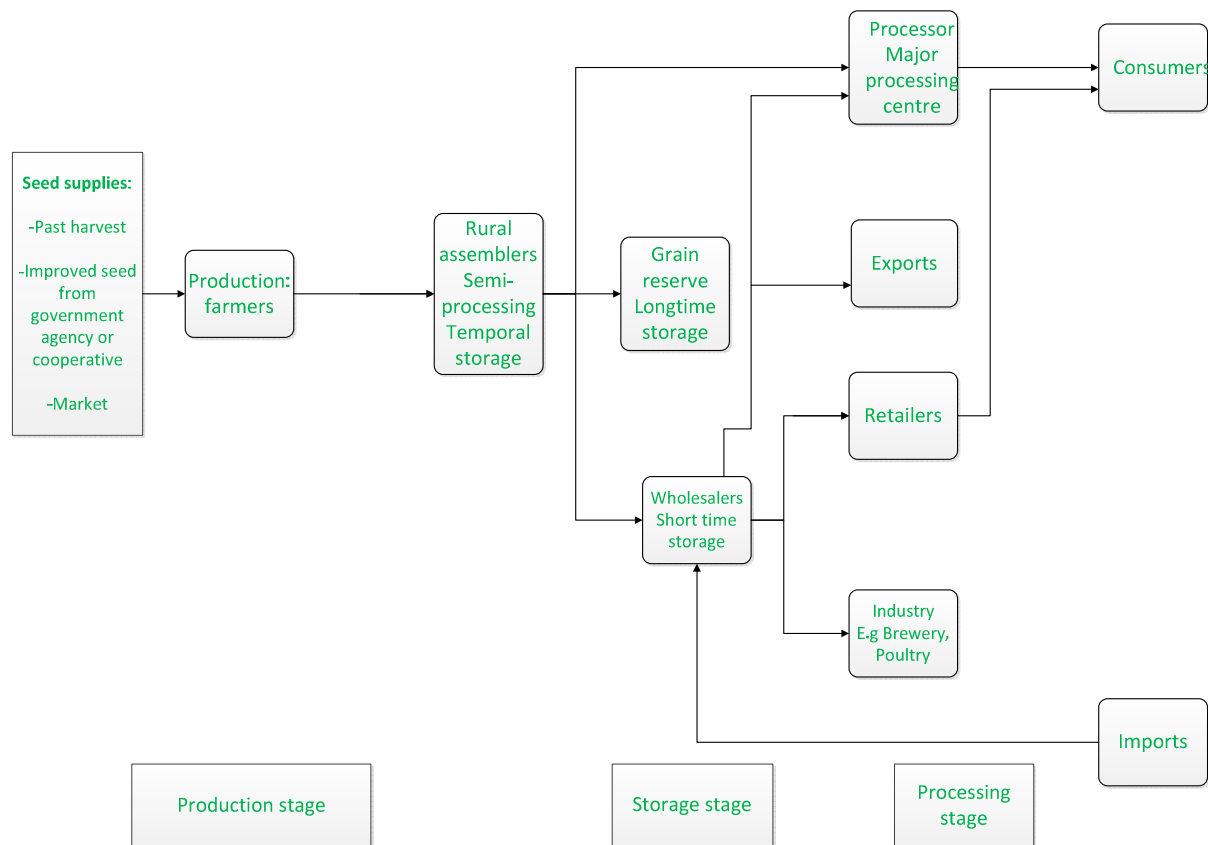 Seed supplies:
-Past harvest
-Improved seed
from
government
agency or
cooperative
-Market
Production:
farmers
Rural
assemblers
Semi-
processing
Temporal
storage
Grain
reserve
Longtime
storage
Wholesalers
Short time
storage
Processor
Major
processing
centre
Exports
Retailers
Industry
E.g Brewery,
Poultry
Consumers
Imports
Production stage
Storage stage
Processing
stage